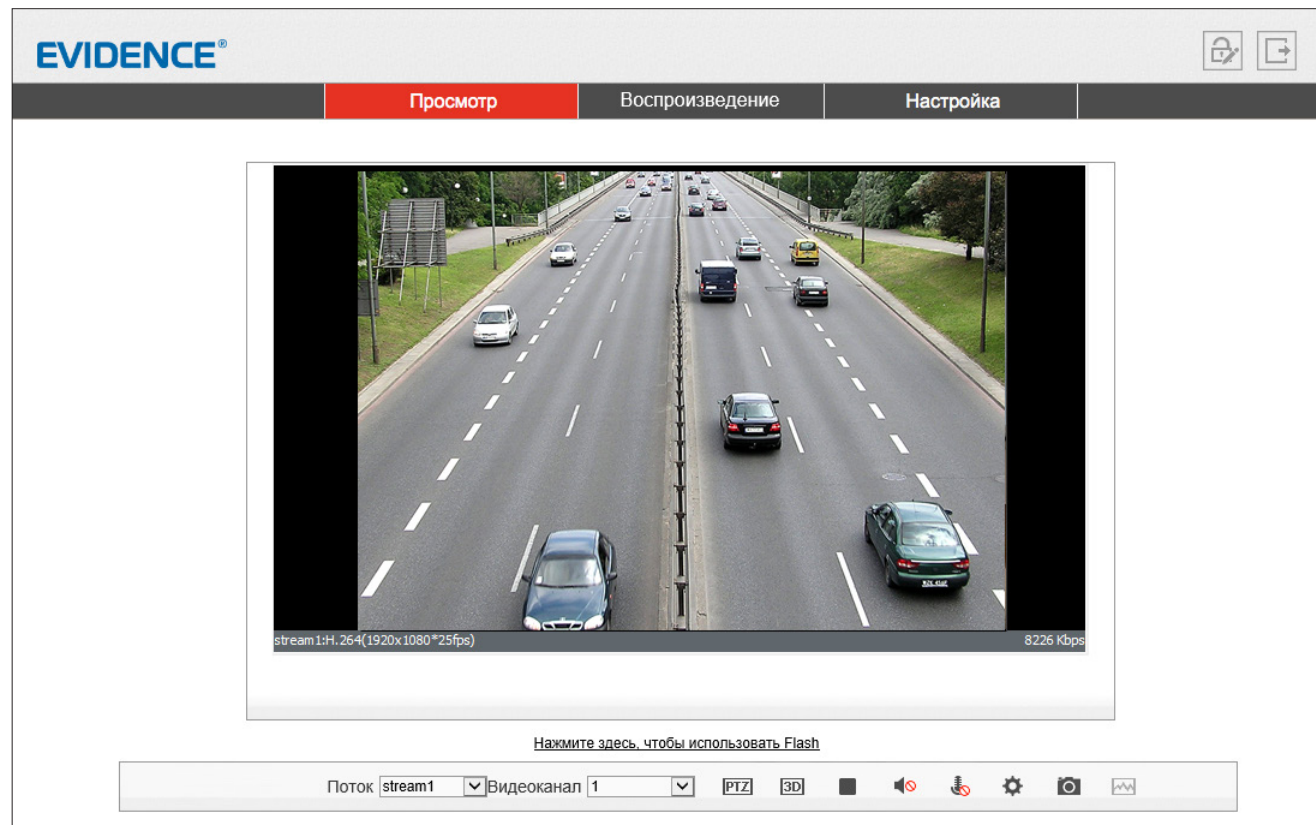 EVIDENCE®
Просмотр Воспроизведение Настройка
stream1:H.264(1920x1080*25fps) 8226 Kbps
Нажмите здесь, чтобы использовать Flash
Поток stream1 Видеоканал 1 PTZ 3D